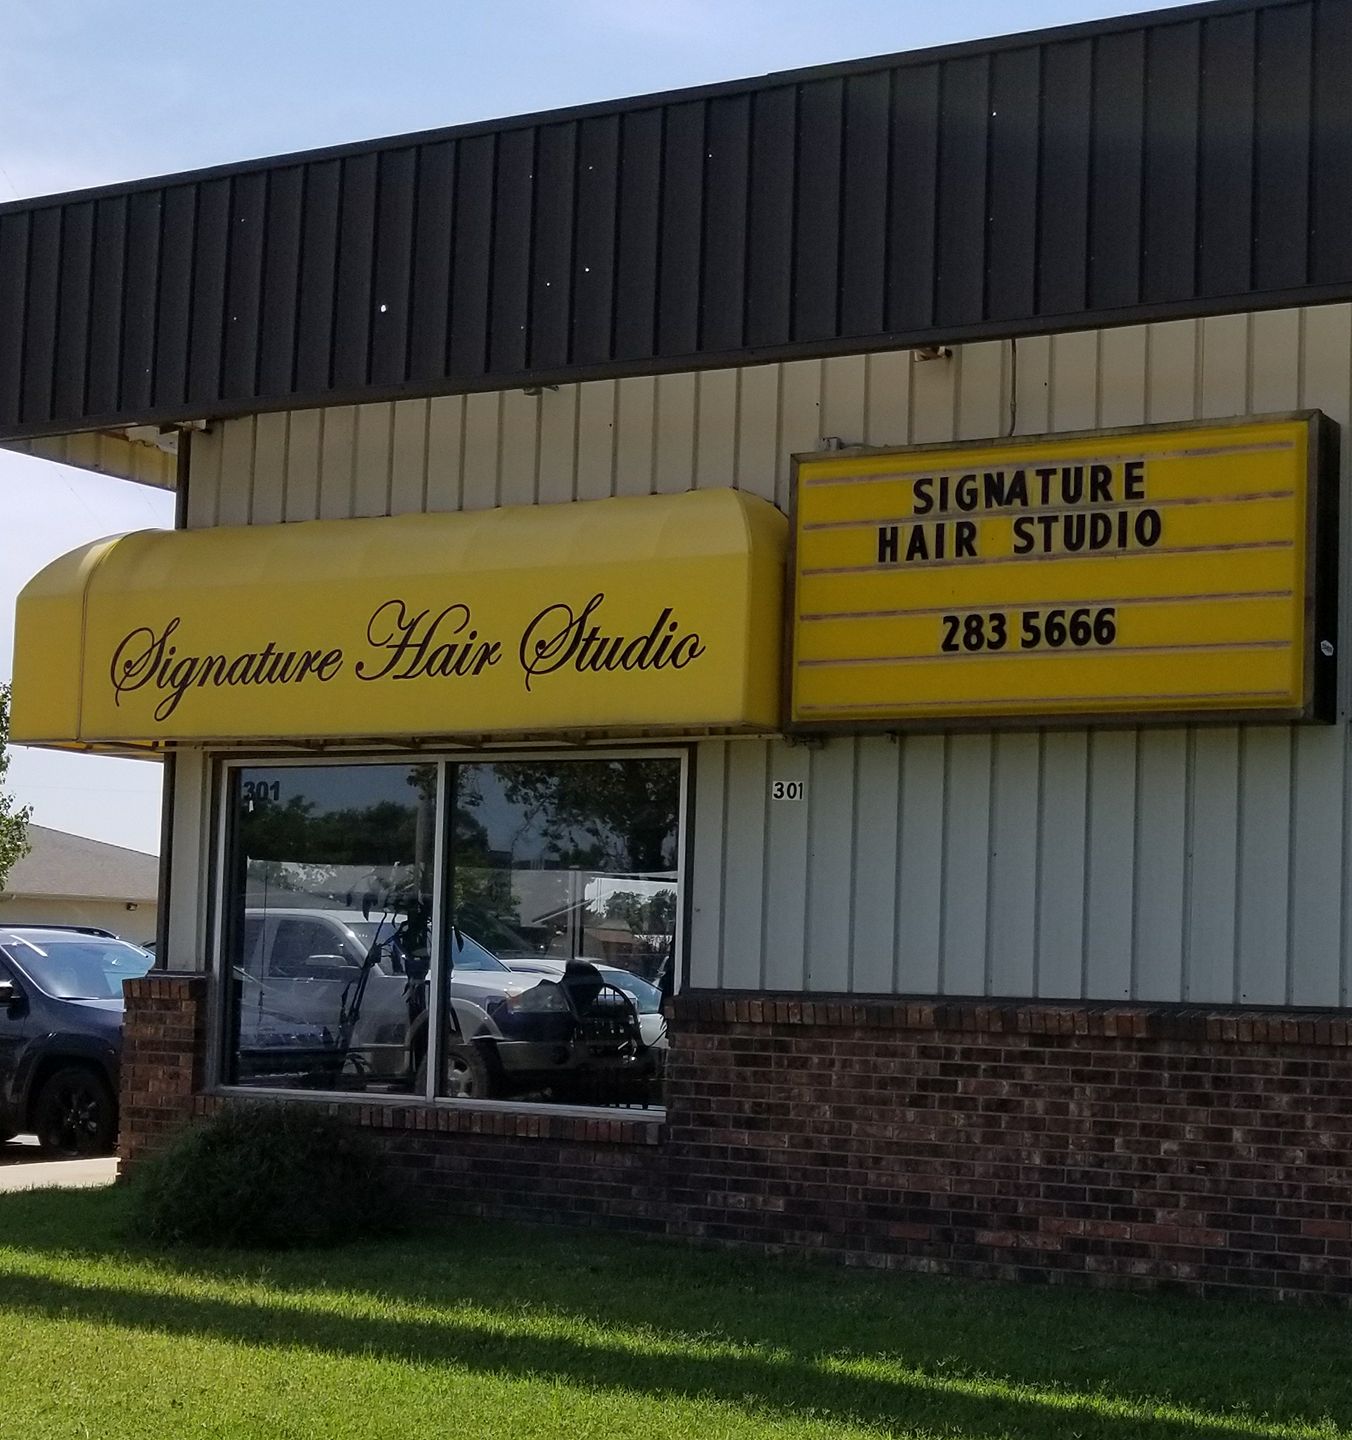 Signature Hair Studio
SIGNATURE
HAIR STUDIO
283 5666
301
301